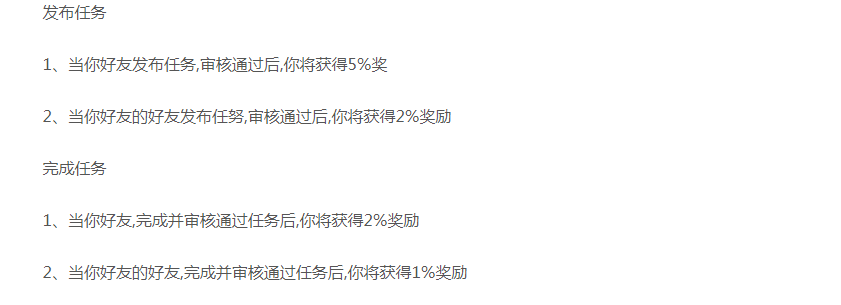 发布任务
1、当你好友发布任务,审核通过后,你将获得5%奖
2、当你好友的好友发布任努,审核通过后,你将获得2%奖励
完成任务
1、当你好友,完成并审核通过任务后,你将获得2%奖励
2、当你好友的好友,完成并审核通过任务后,你将获得1%奖励